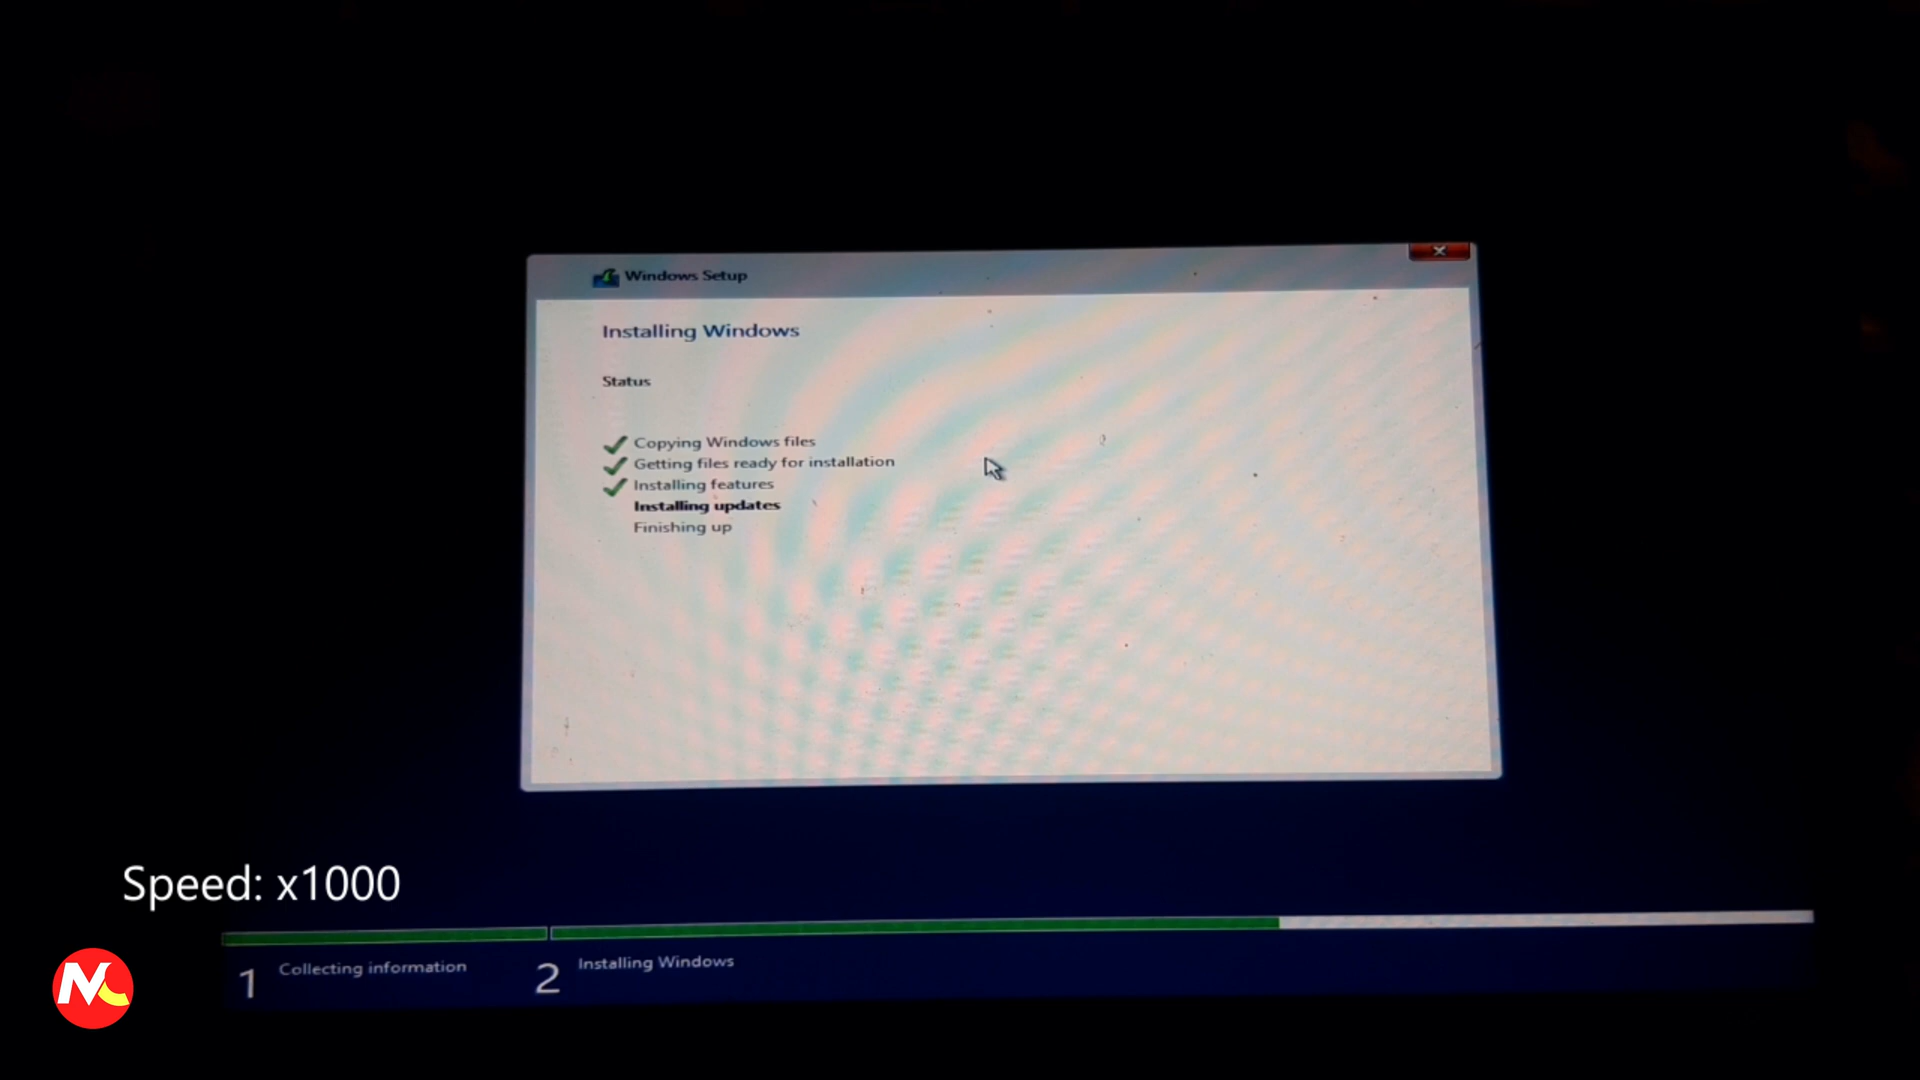 Windows Setup
Installing Windows
Status
Copying Windows files
Getting files ready for installation
Installing features
Installing updates
Finishing up
Speed: x1000
1 Collecting information
2 Installing Windows